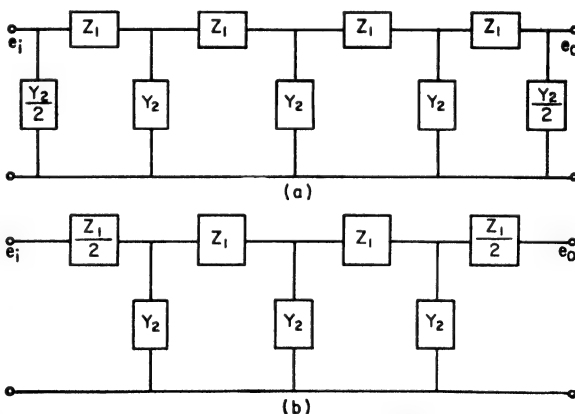 Z₁ Z₁ Z₁ Z₁
eᵢ eₒ
Y₂/2 Y₂ Y₂ Y₂ Y₂/2
(a)
Z₁/2 Z₁ Z₁ Z₁/2
eᵢ eₒ
Y₂ Y₂ Y₂
(b)